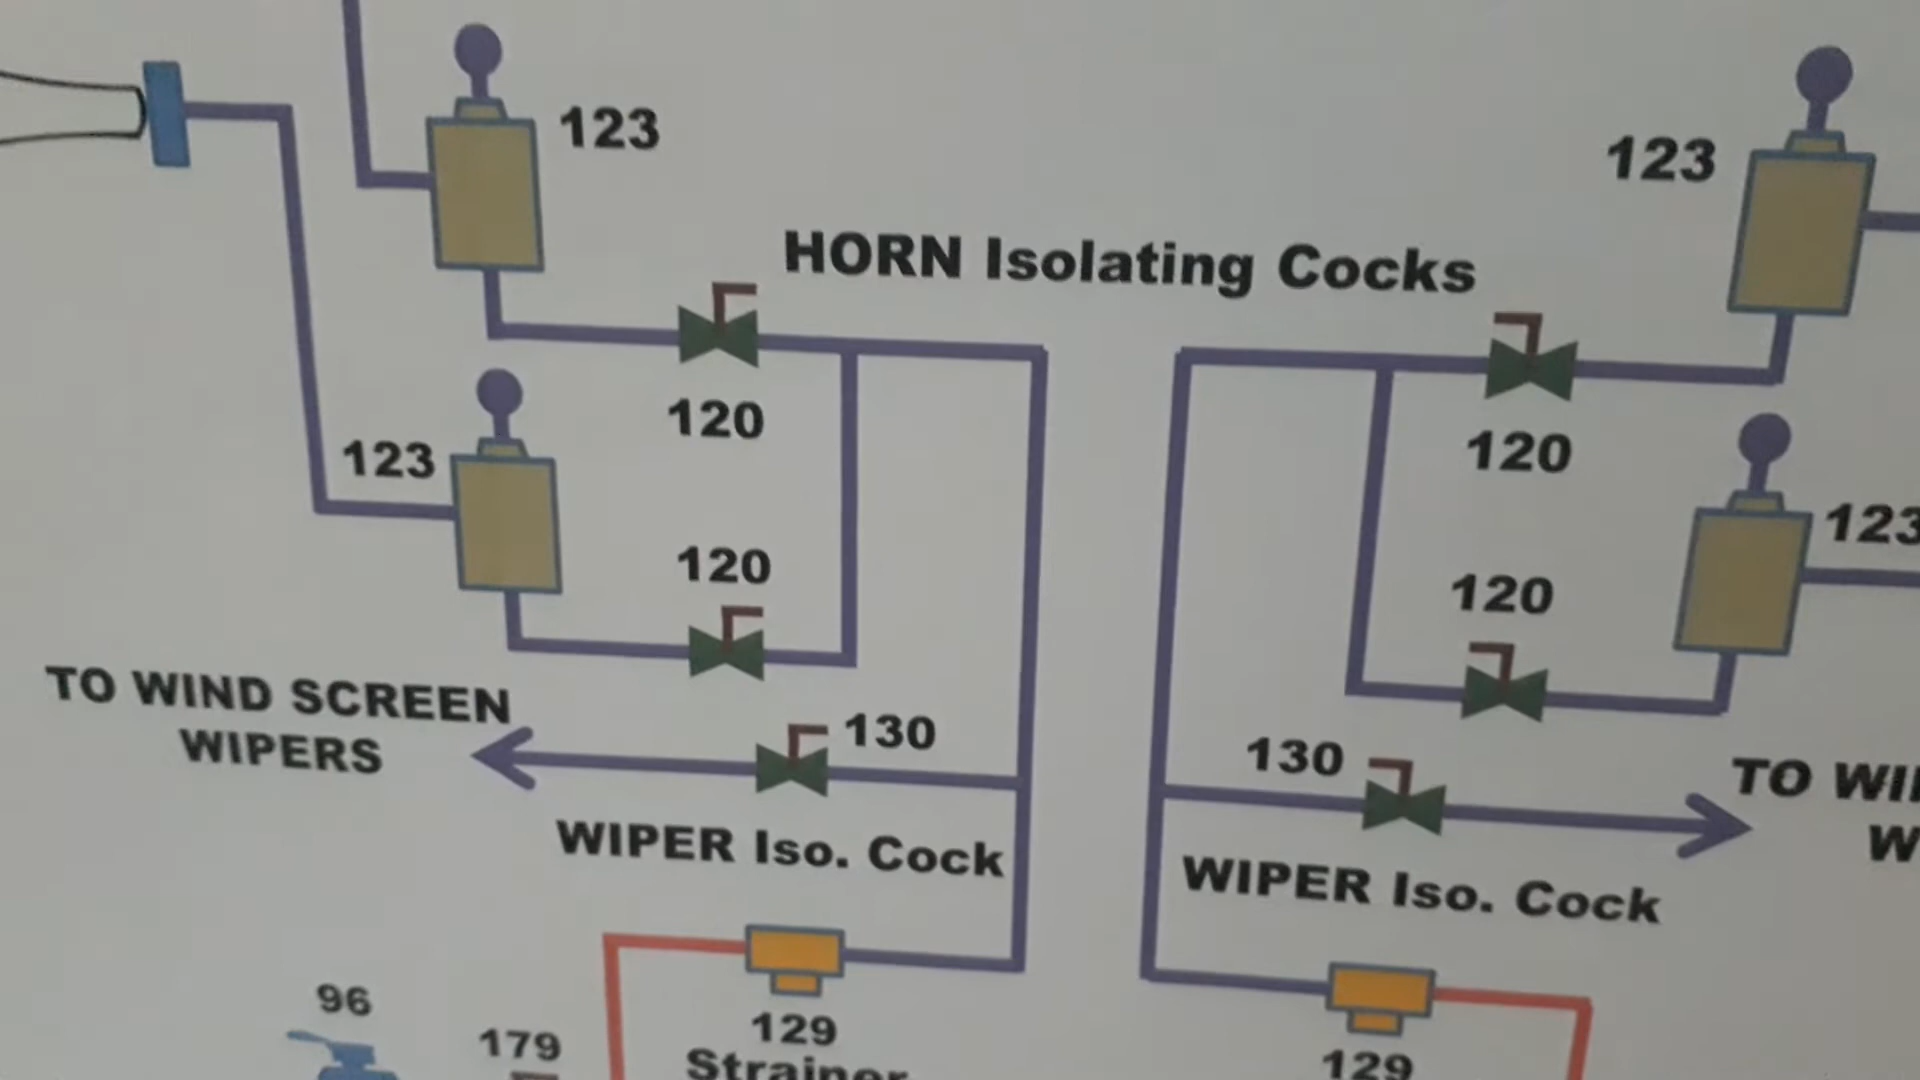 123
123
HORN Isolating Cocks
120
120
123
123
120
120
TO WIND SCREEN
WIPERS
130
130
TO
WIPER Iso. Cock
WIPER Iso. Cock
96
179
129
Strainer
129